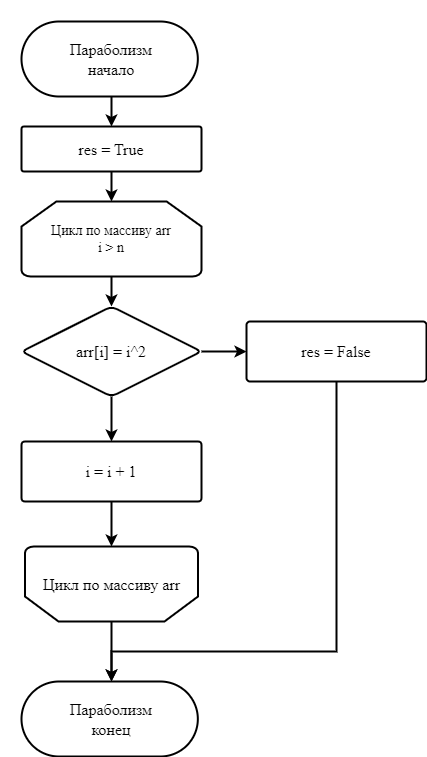 Параболизм
начало
res = True
Цикл по массиву arr
i > n
arr[i] = i^2
res = False
i = i + 1
Цикл по массиву arr
Параболизм
конец